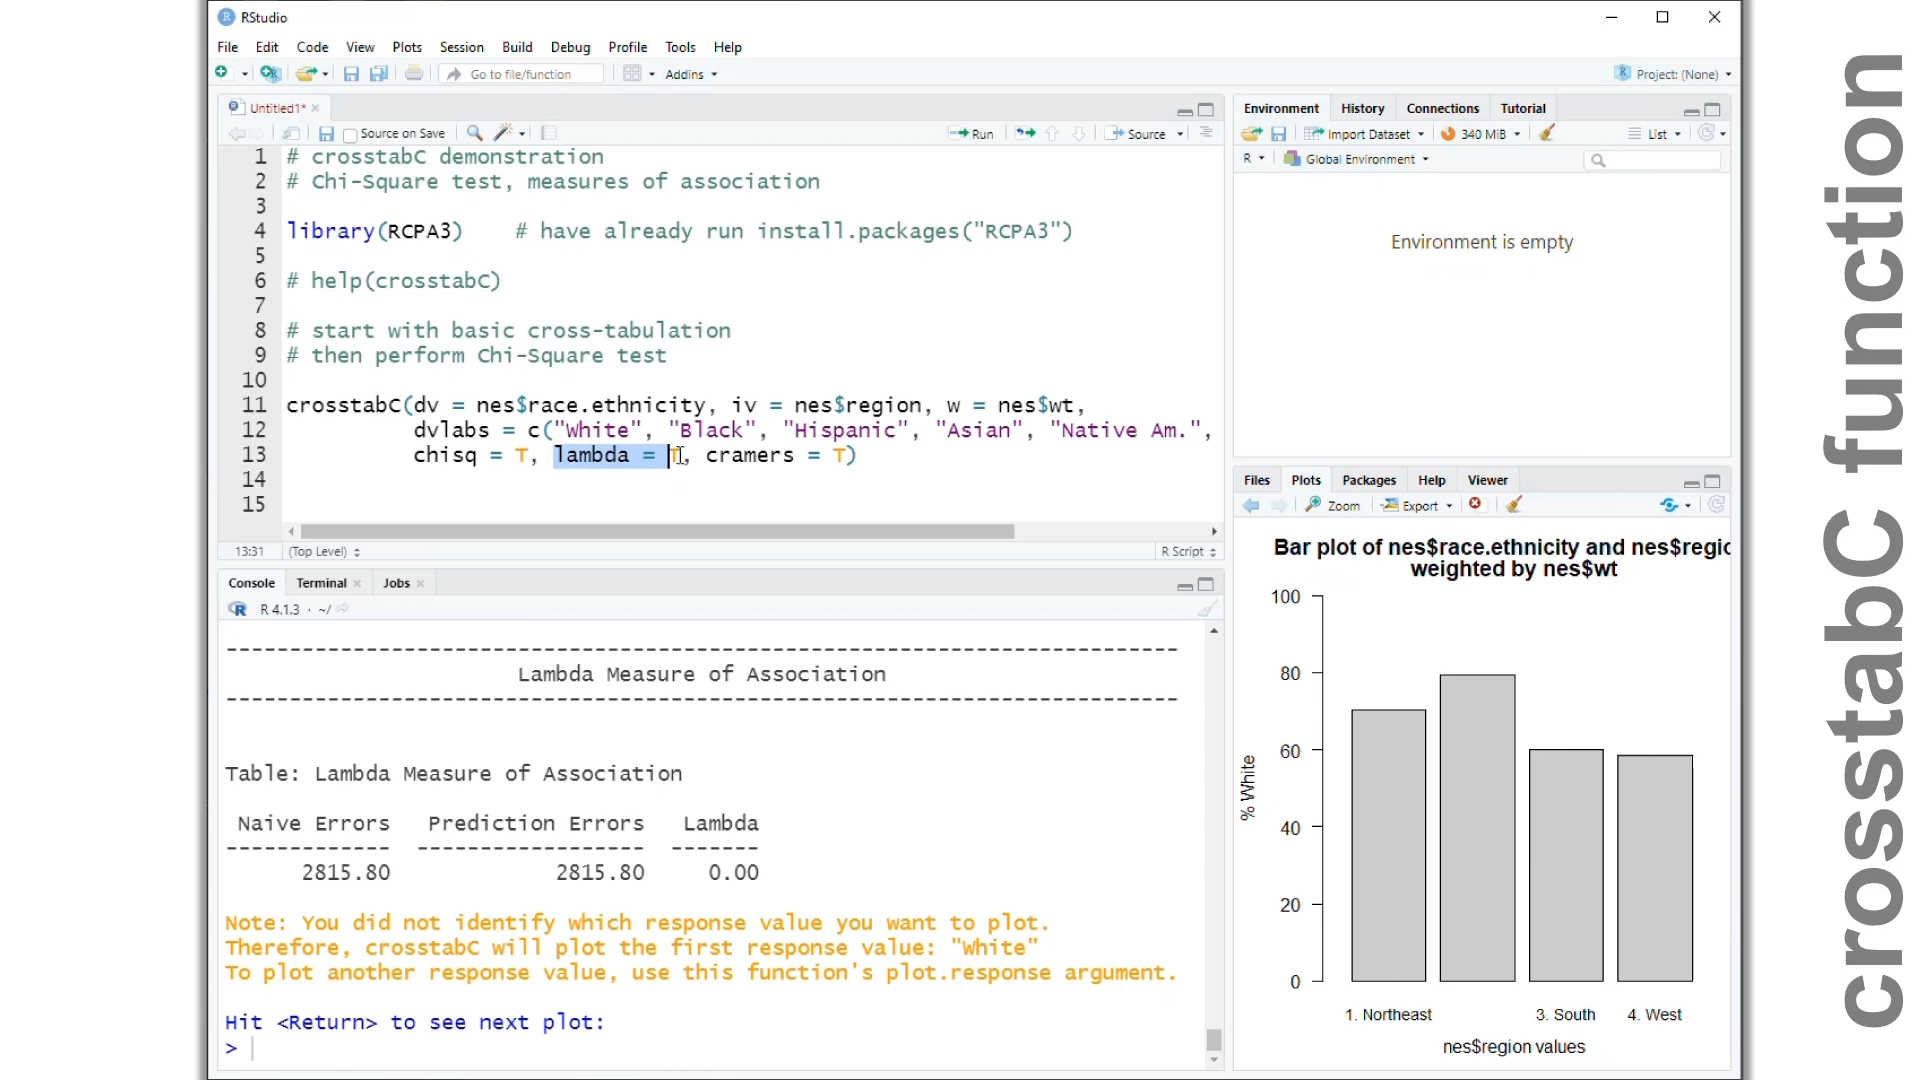 RStudio
File Edit Code View Plots Session Build Debug Profile Tools Help
Go to file/function Addins Project: (None)
Untitled1*
Source on Save Run Source
1 # crosstabC demonstration
2 # Chi-Square test, measures of association
3
4 library(RCPA3) # have already run install.packages("RCPA3")
5
6 # help(crosstabC)
7
8 # start with basic cross-tabulation
9 # then perform Chi-Square test
10
11 crosstabC(dv = nes$race.ethnicity, iv = nes$region, w = nes$wt,
12 dvlabs = c("White", "Black", "Hispanic", "Asian", "Native Am.",
13 chisq = T, lambda = T, cramers = T)
14
15
13:31 (Top Level) R Script
Console Terminal Jobs
R 4.1.3 · ~/
Lambda Measure of Association
Table: Lambda Measure of Association
Naive Errors Prediction Errors Lambda
2815.80 2815.80 0.00
Note: You did not identify which response value you want to plot.
Therefore, crosstabC will plot the first response value: "White"
To plot another response value, use this function's plot.response argument.
Hit <Return> to see next plot:
>
Environment History Connections Tutorial
Import Dataset 340 MiB List
R Global Environment
Environment is empty
Files Plots Packages Help Viewer
Zoom Export
Bar plot of nes$race.ethnicity and nes$regio
weighted by nes$wt
100
80
60
40
20
0
% White
1. Northeast 3. South 4. West
nes$region values
crosstabC function